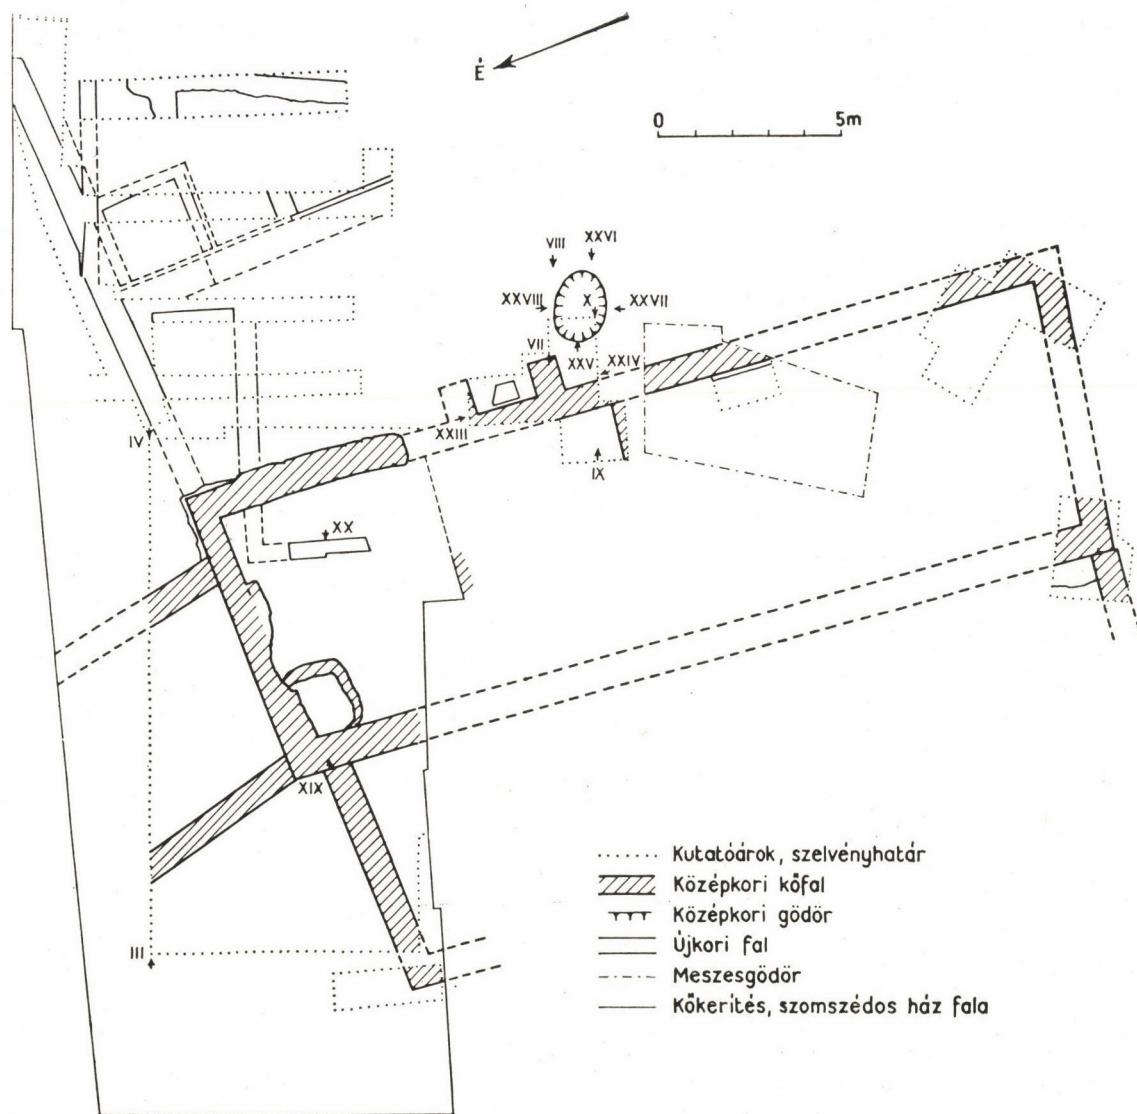 É
0 5m
VIII XXVI
XXVIII X XXVII
VII XXV XXIV
XXIII
IV
IX
XX
XIX
III
Kutatóárok, szelvényhatár
Középkori kőfal
Középkori gödör
Újkori fal
Meszesgödör
Kőkerítés, szomszédos ház fala